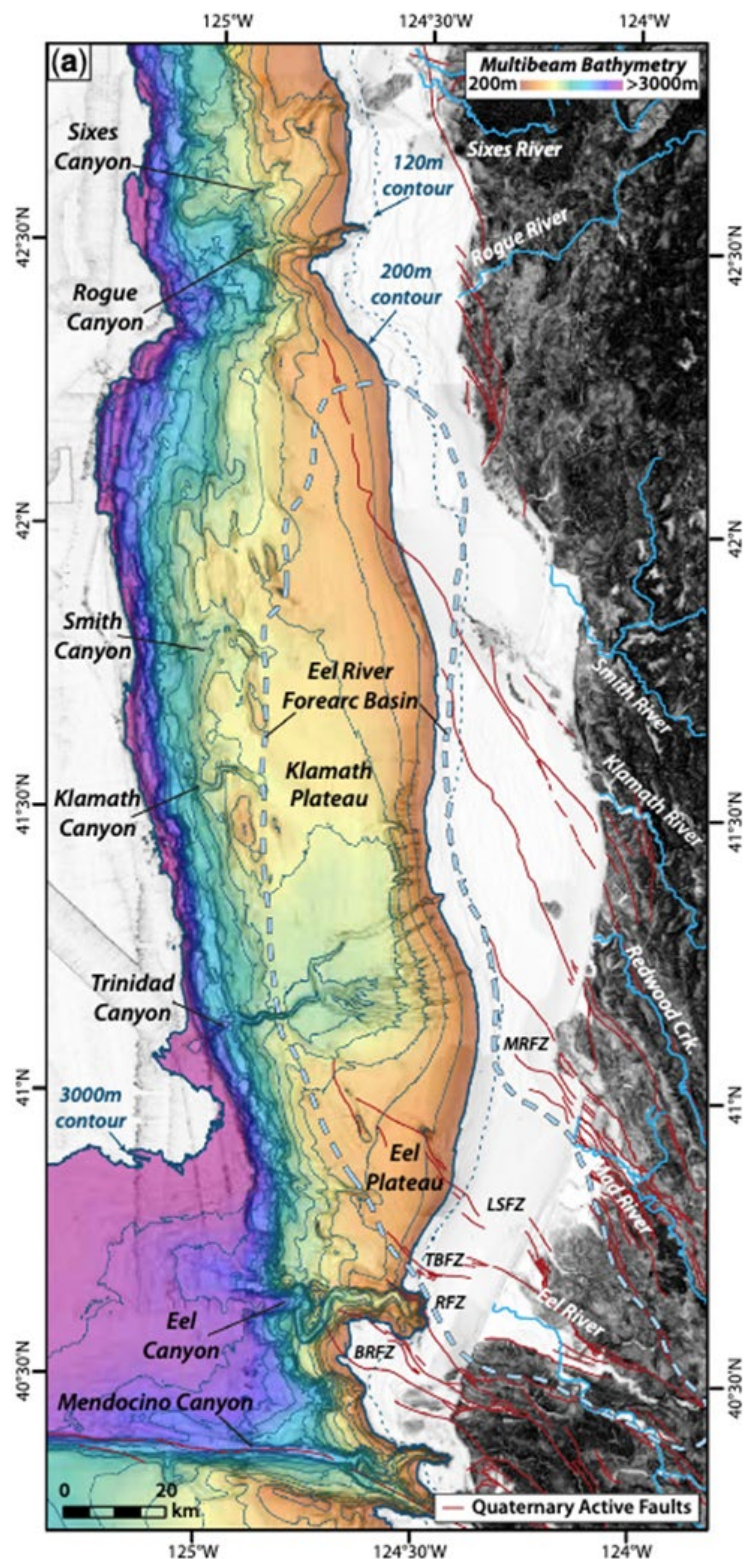 125°W
124°30'W
124°W
(a)
Multibeam Bathymetry
200m
>3000m
Sixes
Canyon
120m
contour
Sixes River
Rogue River
42°30'N
42°30'N
Rogue
Canyon
200m
contour
42°N
42°N
Smith
Canyon
Eel River
Forearc Basin
Smith River
Klamath
Plateau
Klamath River
Klamath
Canyon
41°30'N
41°30'N
Redwood Crk.
Trinidad
Canyon
MRFZ
41°N
41°N
3000m
contour
Eel
Plateau
Mad River
LSFZ
TBFZ
RFZ
Eel River
Eel
Canyon
BRFZ
40°30'N
40°30'N
Mendocino Canyon
0
20
km
Quaternary Active Faults
125°W
124°30'W
124°W